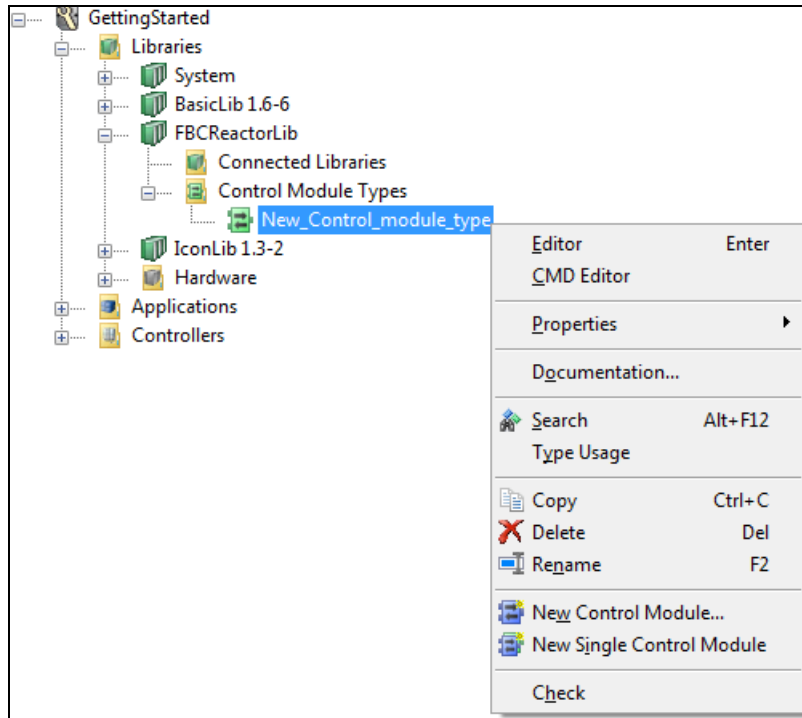 GettingStarted
Libraries
System
BasicLib 1.6-6
FBCReactorLib
Connected Libraries
Control Module Types
New_Control_module_type
IconLib 1.3-2
Hardware
Applications
Controllers
Editor Enter
CMD Editor
Properties
Documentation...
Search Alt+F12
Type Usage
Copy Ctrl+C
Delete Del
Rename F2
New Control Module...
New Single Control Module
Check